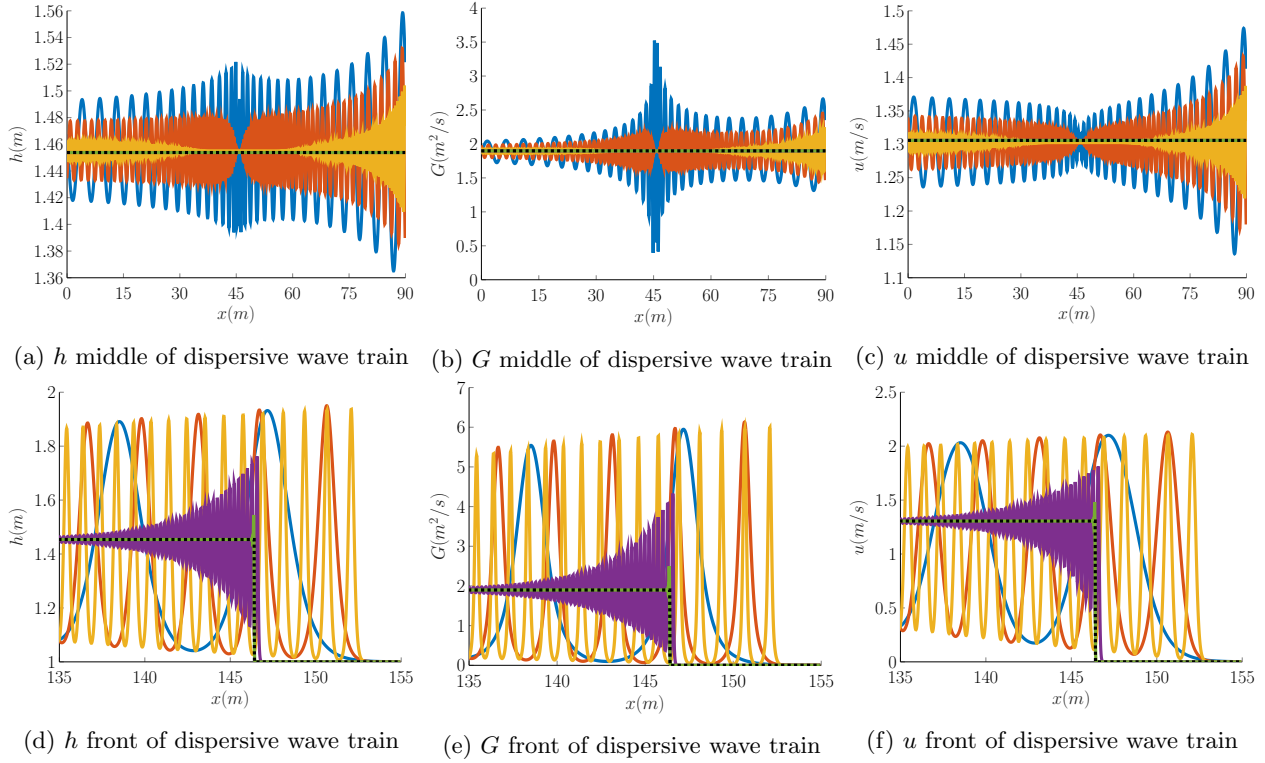 1.56
1.54
1.52
1.5
1.48
1.46
1.44
1.42
1.4
1.38
1.36
h(m)
0 15 30 45 60 75 90
x(m)
4
3.5
3
2.5
2
1.5
1
0.5
0
G(m²/s)
0 15 30 45 60 75 90
x(m)
1.5
1.45
1.4
1.35
1.3
1.25
1.2
1.15
1.1
u(m/s)
0 15 30 45 60 75 90
x(m)
(a) h middle of dispersive wave train
(b) G middle of dispersive wave train
(c) u middle of dispersive wave train
2
1.8
1.6
1.4
1.2
1
h(m)
135 140 145 150 155
x(m)
7
6
5
4
3
2
1
0
G(m²/s)
135 140 145 150 155
x(m)
2.5
2
1.5
1
0.5
0
u(m/s)
135 140 145 150 155
x(m)
(d) h front of dispersive wave train
(e) G front of dispersive wave train
(f) u front of dispersive wave train